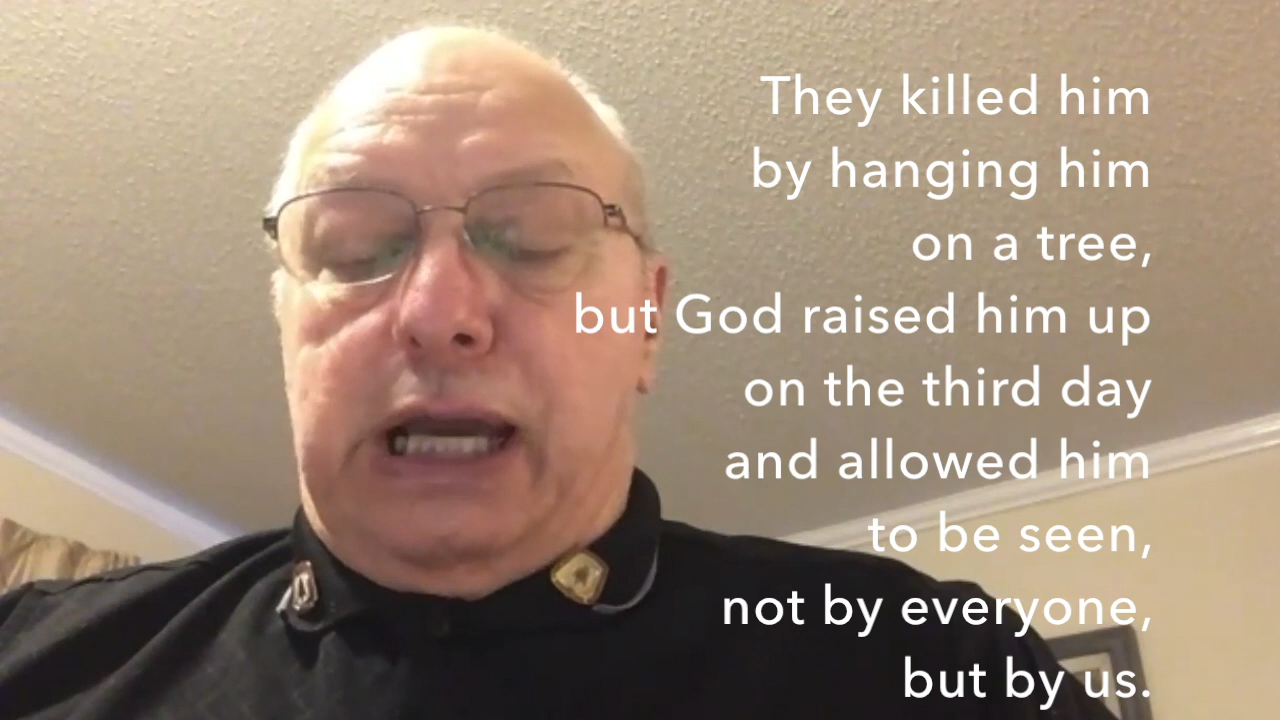 They killed him
by hanging him
on a tree,
but God raised him up
on the third day
and allowed him
to be seen,
not by everyone,
but by us.